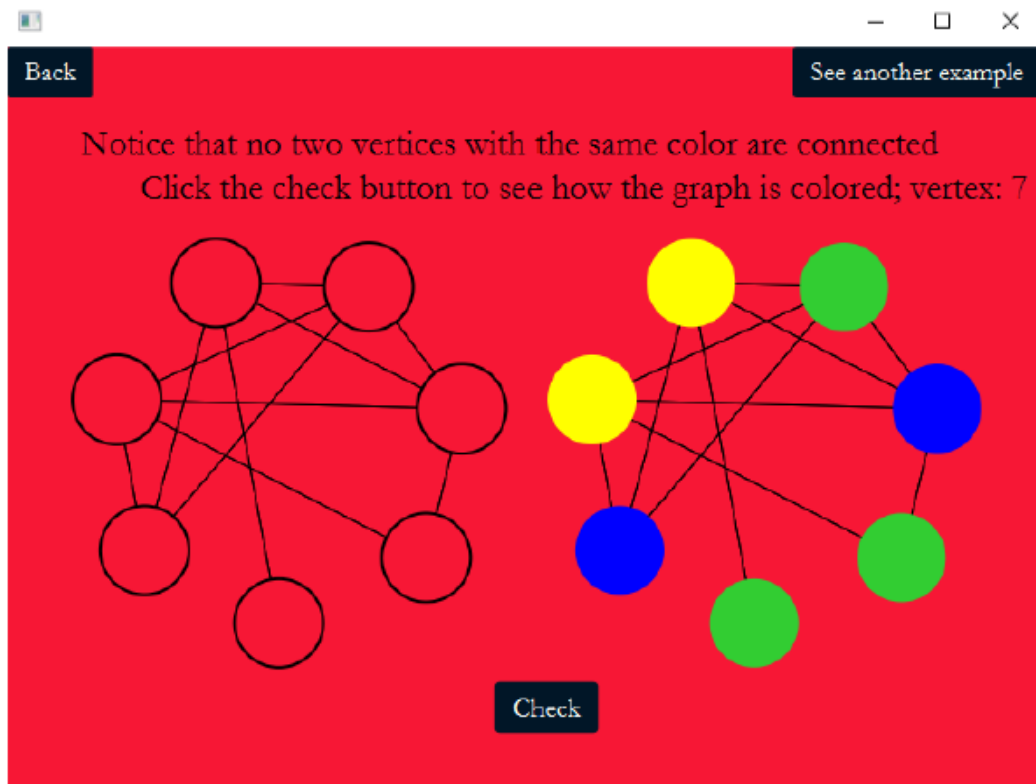 Back
See another example
Notice that no two vertices with the same color are connected
Click the check button to see how the graph is colored; vertex: 7
Check